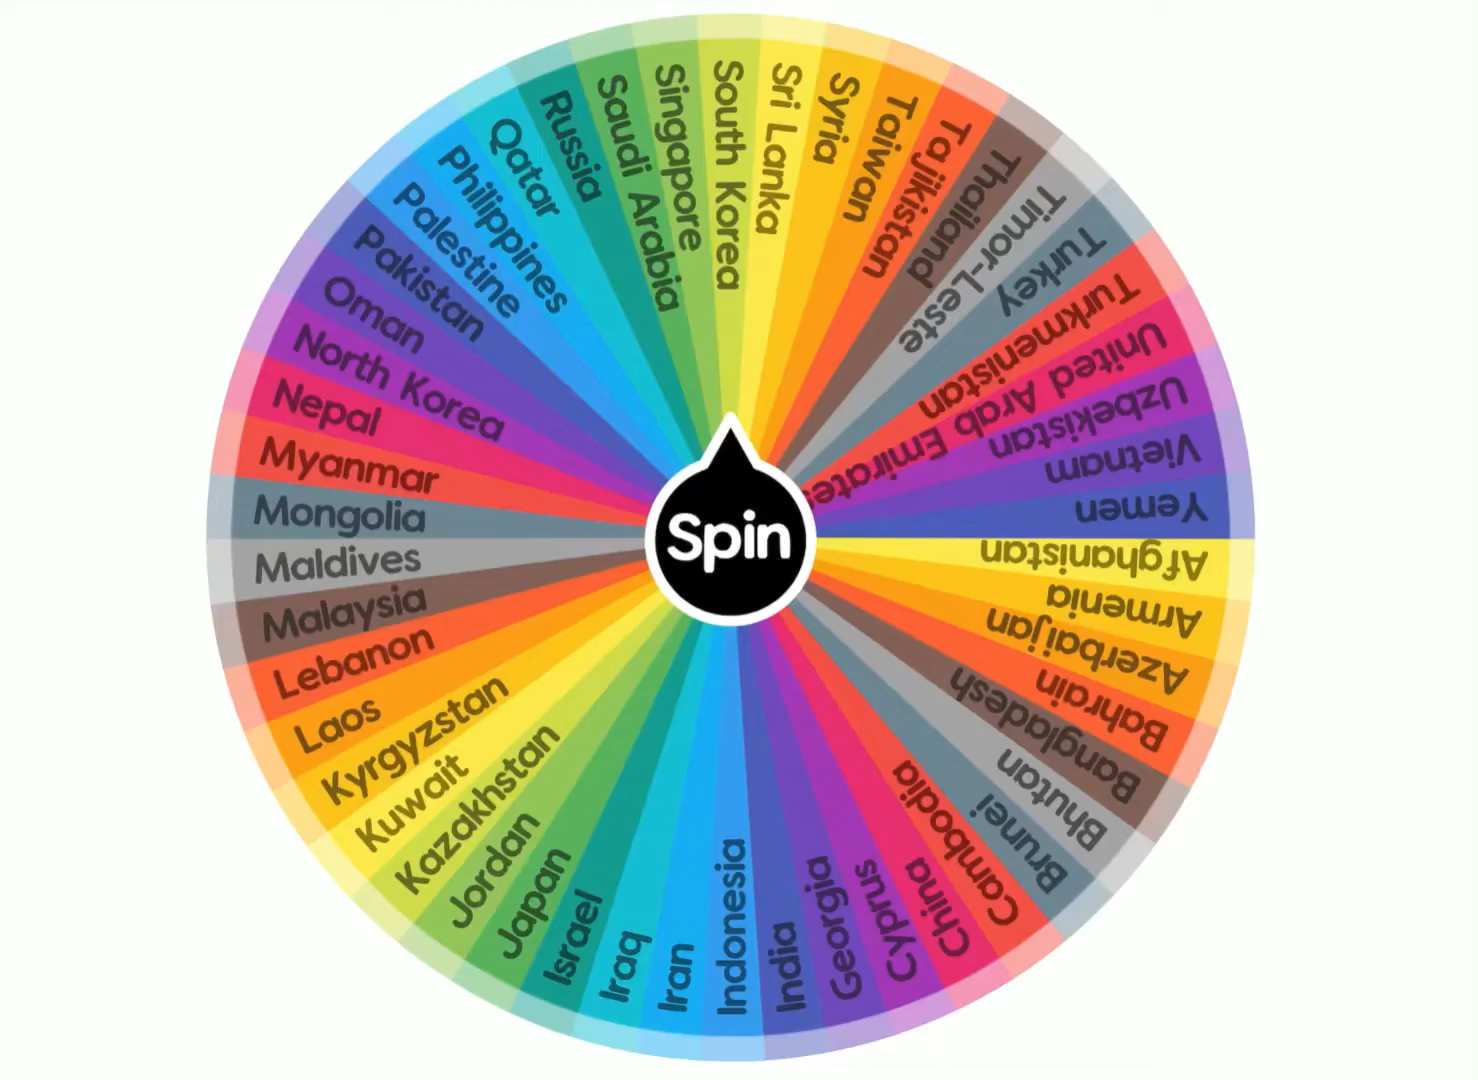 Spin
Afghanistan
Armenia
Azerbaijan
Bahrain
Bangladesh
Bhutan
Brunei
Cambodia
China
Cyprus
Georgia
India
Indonesia
Iran
Iraq
Israel
Japan
Jordan
Kazakhstan
Kuwait
Kyrgyzstan
Laos
Lebanon
Malaysia
Maldives
Mongolia
Myanmar
Nepal
North Korea
Oman
Pakistan
Palestine
Philippines
Qatar
Russia
Saudi Arabia
Singapore
South Korea
Sri Lanka
Syria
Taiwan
Tajikistan
Thailand
Timor-Leste
Turkey
Turkmenistan
United Arab Emirates
Uzbekistan
Vietnam
Yemen